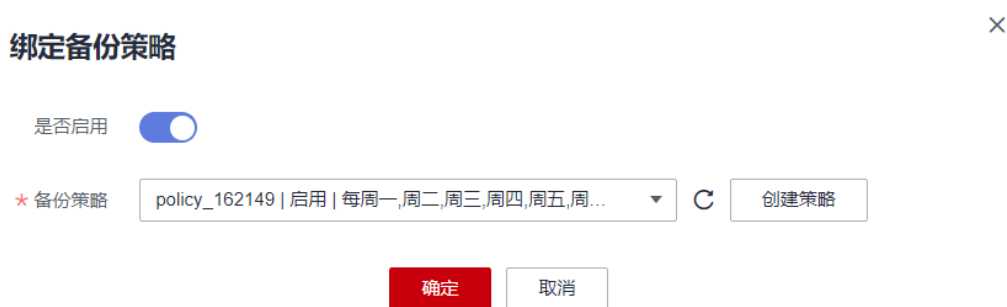 绑定备份策略
是否启用
* 备份策略 policy_162149 | 启用 | 每周一,周二,周三,周四,周五,周... 创建策略
确定 取消